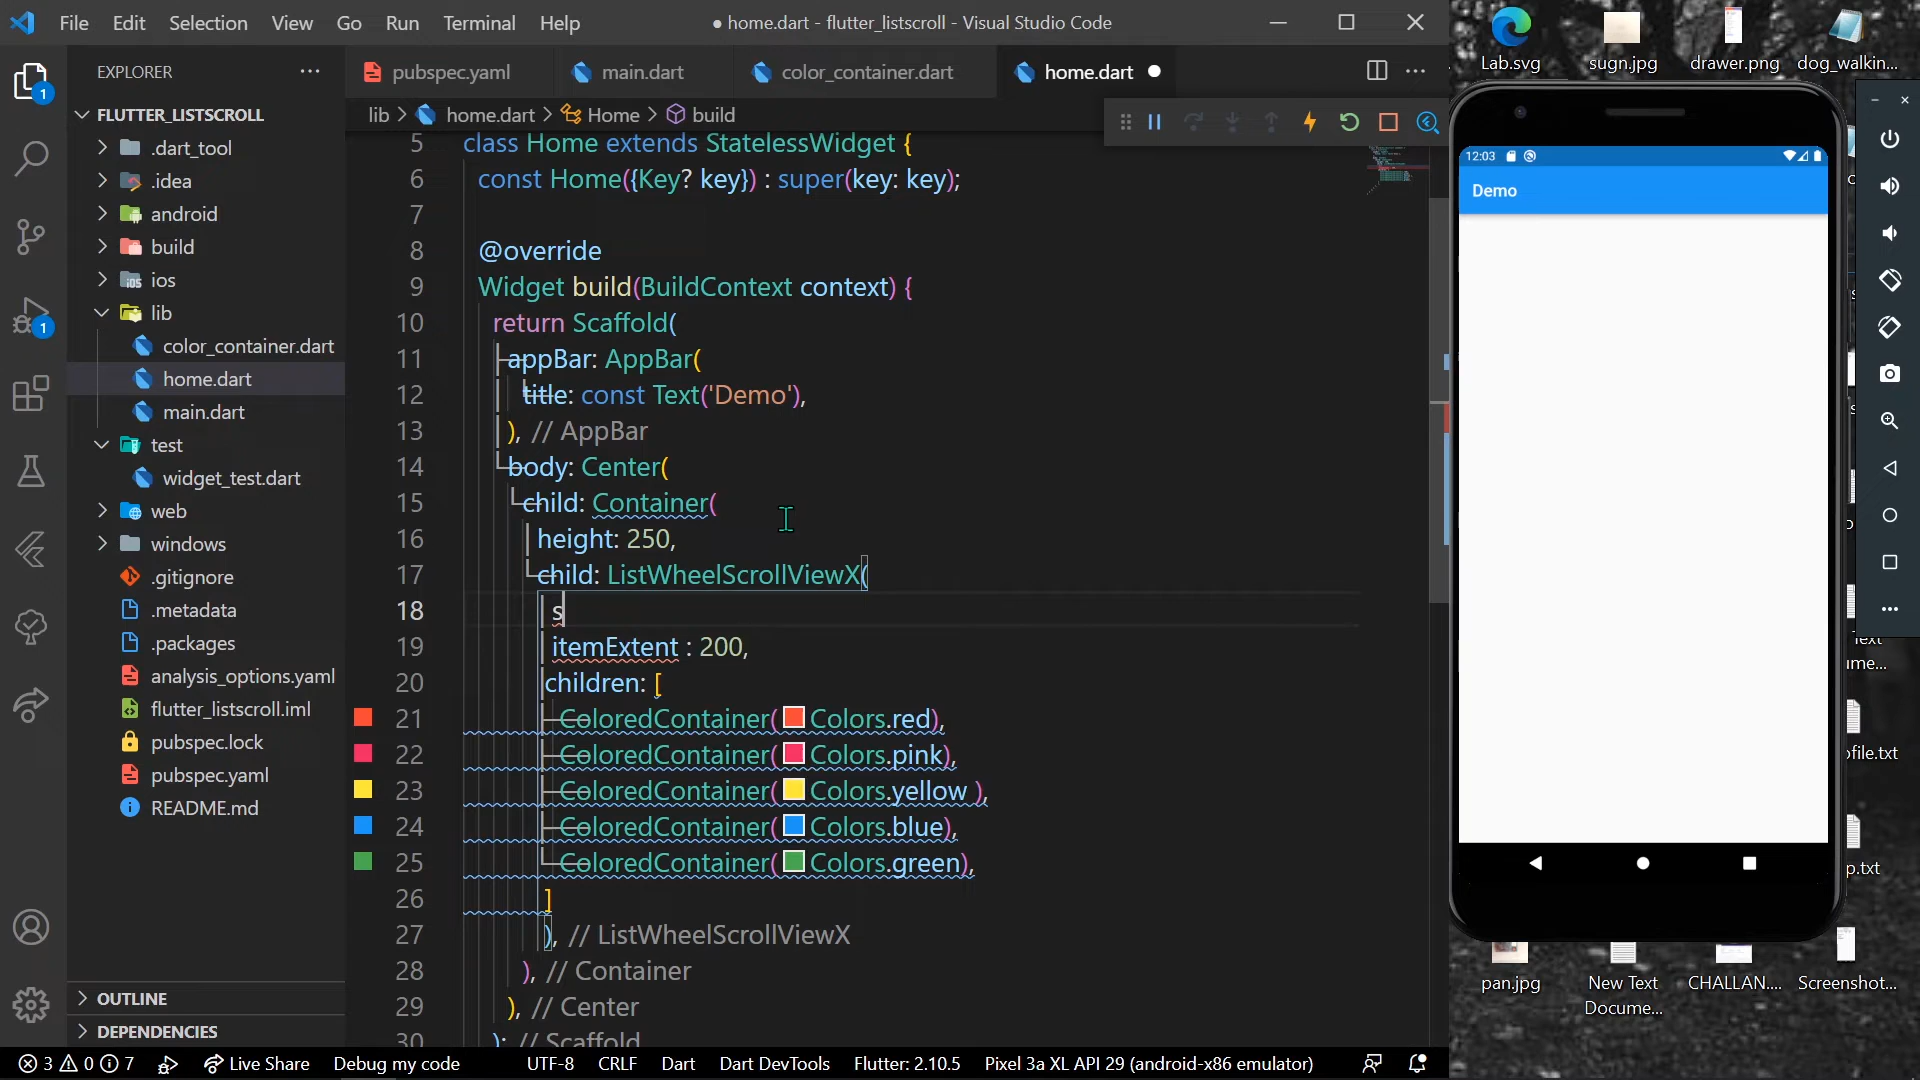 File Edit Selection View Go Run Terminal Help
● home.dart - flutter_listscroll - Visual Studio Code
EXPLORER
FLUTTER_LISTSCROLL
.dart_tool
.idea
android
build
ios
lib
color_container.dart
home.dart
main.dart
test
widget_test.dart
web
windows
.gitignore
.metadata
.packages
analysis_options.yaml
flutter_listscroll.iml
pubspec.lock
pubspec.yaml
README.md
OUTLINE
DEPENDENCIES
1
1
pubspec.yaml main.dart color_container.dart home.dart
lib > home.dart > Home > build
5 class Home extends StatelessWidget {
6 const Home({Key? key}) : super(key: key);
7
8 @override
9 Widget build(BuildContext context) {
10 return Scaffold(
11 appBar: AppBar(
12 title: const Text('Demo'),
13 ), // AppBar
14 body: Center(
15 child: Container(
16 height: 250,
17 child: ListWheelScrollViewX(
18 s
19 itemExtent : 200,
20 children: [
21 ColoredContainer(Colors.red),
22 ColoredContainer(Colors.pink),
23 ColoredContainer(Colors.yellow ),
24 ColoredContainer(Colors.blue),
25 ColoredContainer(Colors.green),
26 ]
27 ), // ListWheelScrollViewX
28 ), // Container
29 ), // Center
30 ); // Scaffold
3 0 7 Live Share Debug my code UTF-8 CRLF Dart Dart DevTools Flutter: 2.10.5 Pixel 3a XL API 29 (android-x86 emulator)
Lab.svg sugn.jpg drawer.png dog_walkin...
12:03
Demo
Text
ume...
ofile.txt
p.txt
pan.jpg New Text Docume... CHALLAN.... Screenshot...